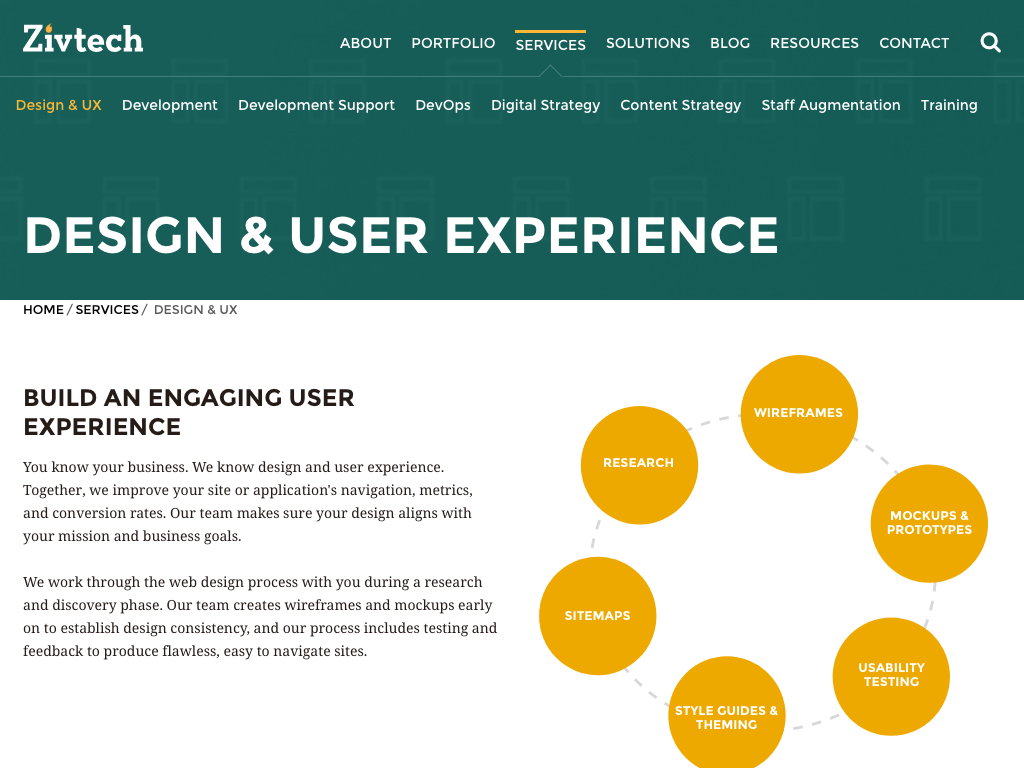 Zivtech
ABOUT PORTFOLIO SERVICES SOLUTIONS BLOG RESOURCES CONTACT
Design & UX Development Development Support DevOps Digital Strategy Content Strategy Staff Augmentation Training
DESIGN & USER EXPERIENCE
HOME / SERVICES / DESIGN & UX
BUILD AN ENGAGING USER
EXPERIENCE
You know your business. We know design and user experience.
Together, we improve your site or application's navigation, metrics,
and conversion rates. Our team makes sure your design aligns with
your mission and business goals.
We work through the web design process with you during a research
and discovery phase. Our team creates wireframes and mockups early
on to establish design consistency, and our process includes testing and
feedback to produce flawless, easy to navigate sites.
WIREFRAMES
RESEARCH
MOCKUPS &
PROTOTYPES
SITEMAPS
USABILITY
TESTING
STYLE GUIDES &
THEMING